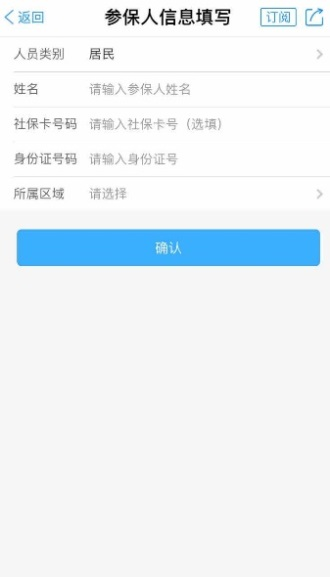 返回 参保人信息填写 订阅
人员类别 居民
姓名 请输入参保人姓名
社保卡号码 请输入社保卡号（选填）
身份证号码 请输入身份证号
所属区域 请选择
确认